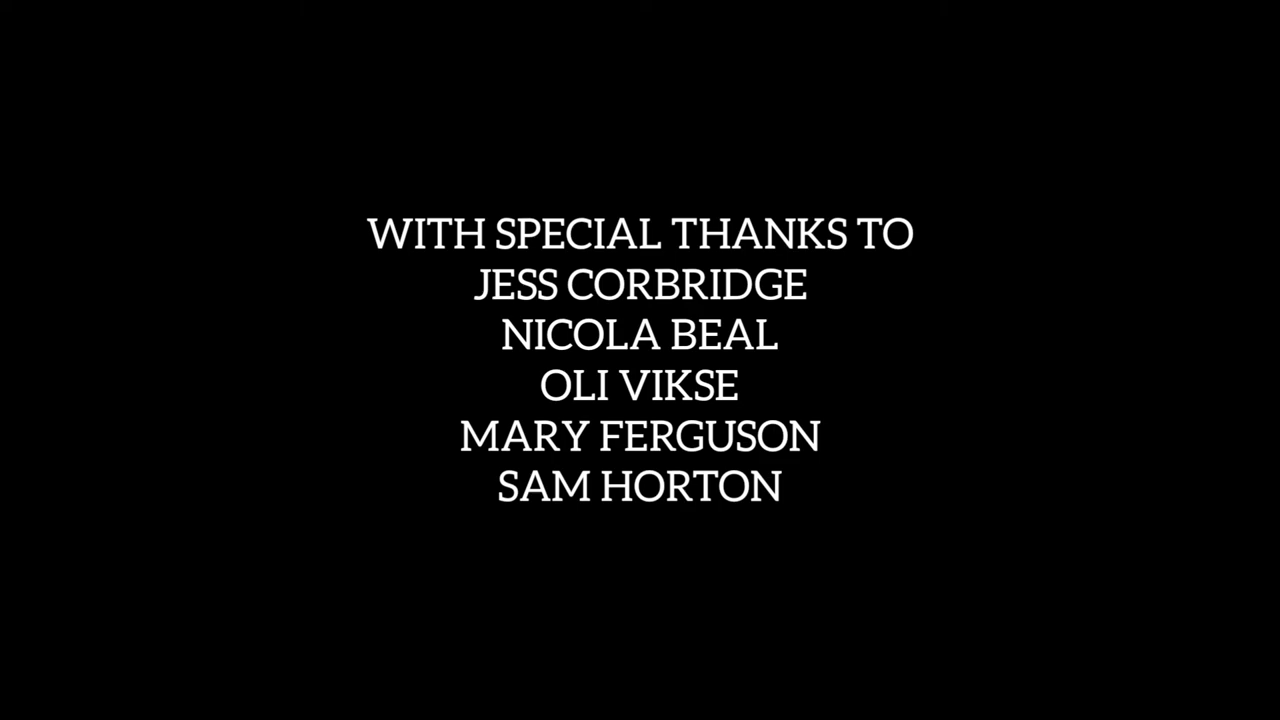 WITH SPECIAL THANKS TO
JESS CORBRIDGE
NICOLA BEAL
OLI VIKSE
MARY FERGUSON
SAM HORTON